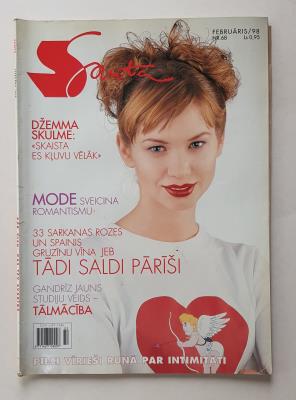 Santa
FEBRUĀRIS/98
NR.68 Ls 0,95
DŽEMMA
SKULME:
«SKAISTA
ES KĻUVU VĒLĀK»
MODE SVEICINA
ROMANTISMU
33 SARKANAS ROZES
UN SPAINIS
GRUZĪNU VĪNA JEB
TĀDI SALDI PĀRĪŠI
GANDRĪZ JAUNS
STUDIJU VEIDS –
TĀLMĀCĪBA
VĪRIEŠI RUNĀ PAR INTIMITĀTI